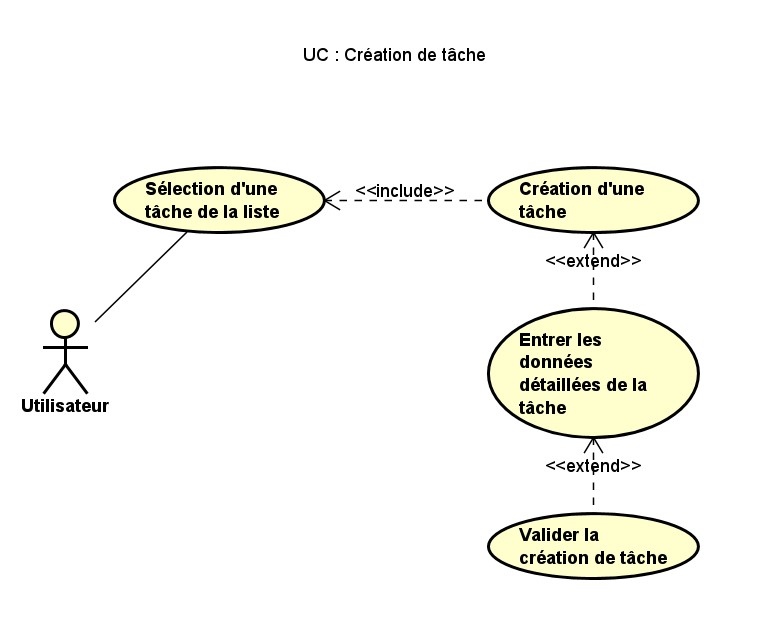 UC : Création de tâche
Sélection d'une
tâche de la liste
<<include>>
Création d'une
tâche
<<extend>>
Entrer les
données
détaillées de la
tâche
Utilisateur
<<extend>>
Valider la
création de tâche